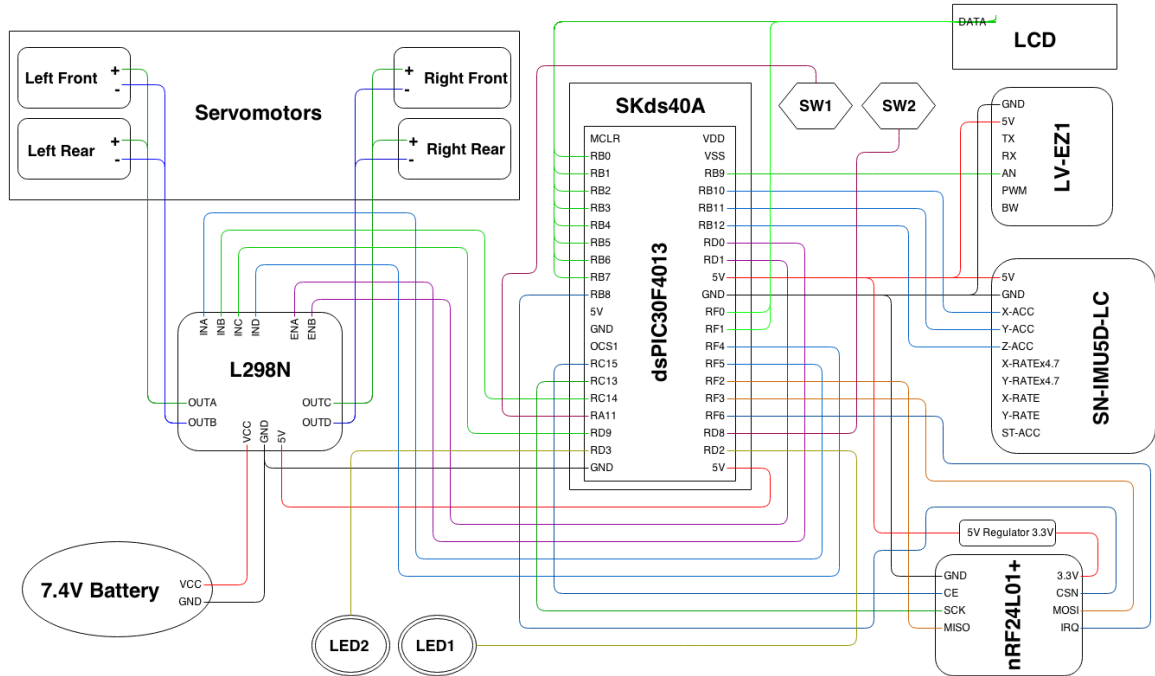 DATA
LCD
Left Front
+
-
Right Front
+
-
Servomotors
Left Rear
+
-
Right Rear
+
-
SKds40A
dsPIC30F4013
MCLR
RB0
RB1
RB2
RB3
RB4
RB5
RB6
RB7
RB8
5V
GND
OCS1
RC15
RC13
RC14
RA11
RD9
RD3
GND
VDD
VSS
RB9
RB10
RB11
RB12
RD0
RD1
5V
GND
RF0
RF1
RF4
RF5
RF2
RF3
RF6
RD8
RD2
5V
SW1
SW2
GND
5V
TX
RX
AN
PWM
BW
LV-EZ1
5V
GND
X-ACC
Y-ACC
Z-ACC
X-RATEx4.7
Y-RATEx4.7
X-RATE
Y-RATE
ST-ACC
SN-IMU5D-LC
INA
INB
INC
IND
ENA
ENB
L298N
OUTA
OUTB
OUTC
OUTD
VCC
GND
5V
7.4V Battery
VCC
GND
LED2
LED1
5V Regulator 3.3V
GND
CE
SCK
MISO
nRF24L01+
3.3V
CSN
MOSI
IRQ